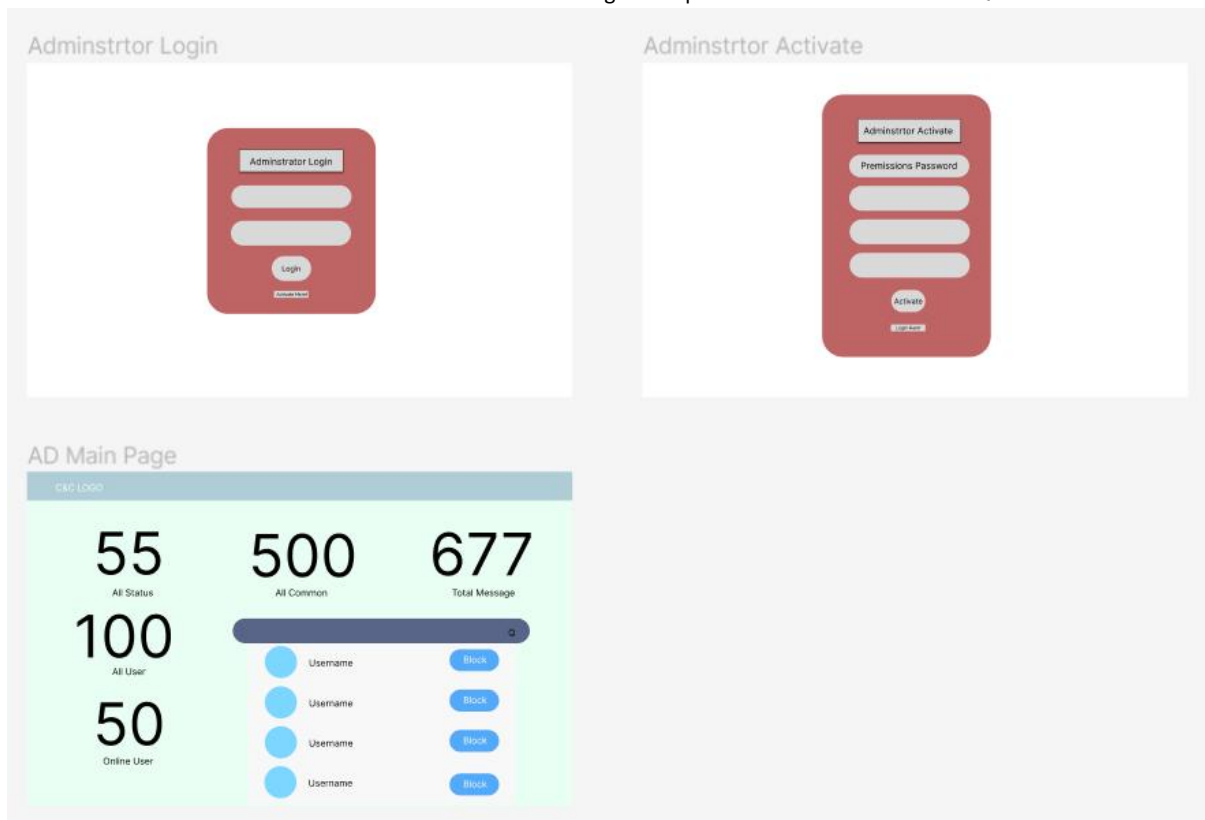 Adminstrtor Login
Adminstrator Login
Login
Adminstrtor Activate
Adminstrtor Activate
Premissions Password
Activate
AD Main Page
C&C LOGO
55
All Status
500
All Common
677
Total Message
100
All User
50
Online User
Username
Block
Username
Block
Username
Block
Username
Block